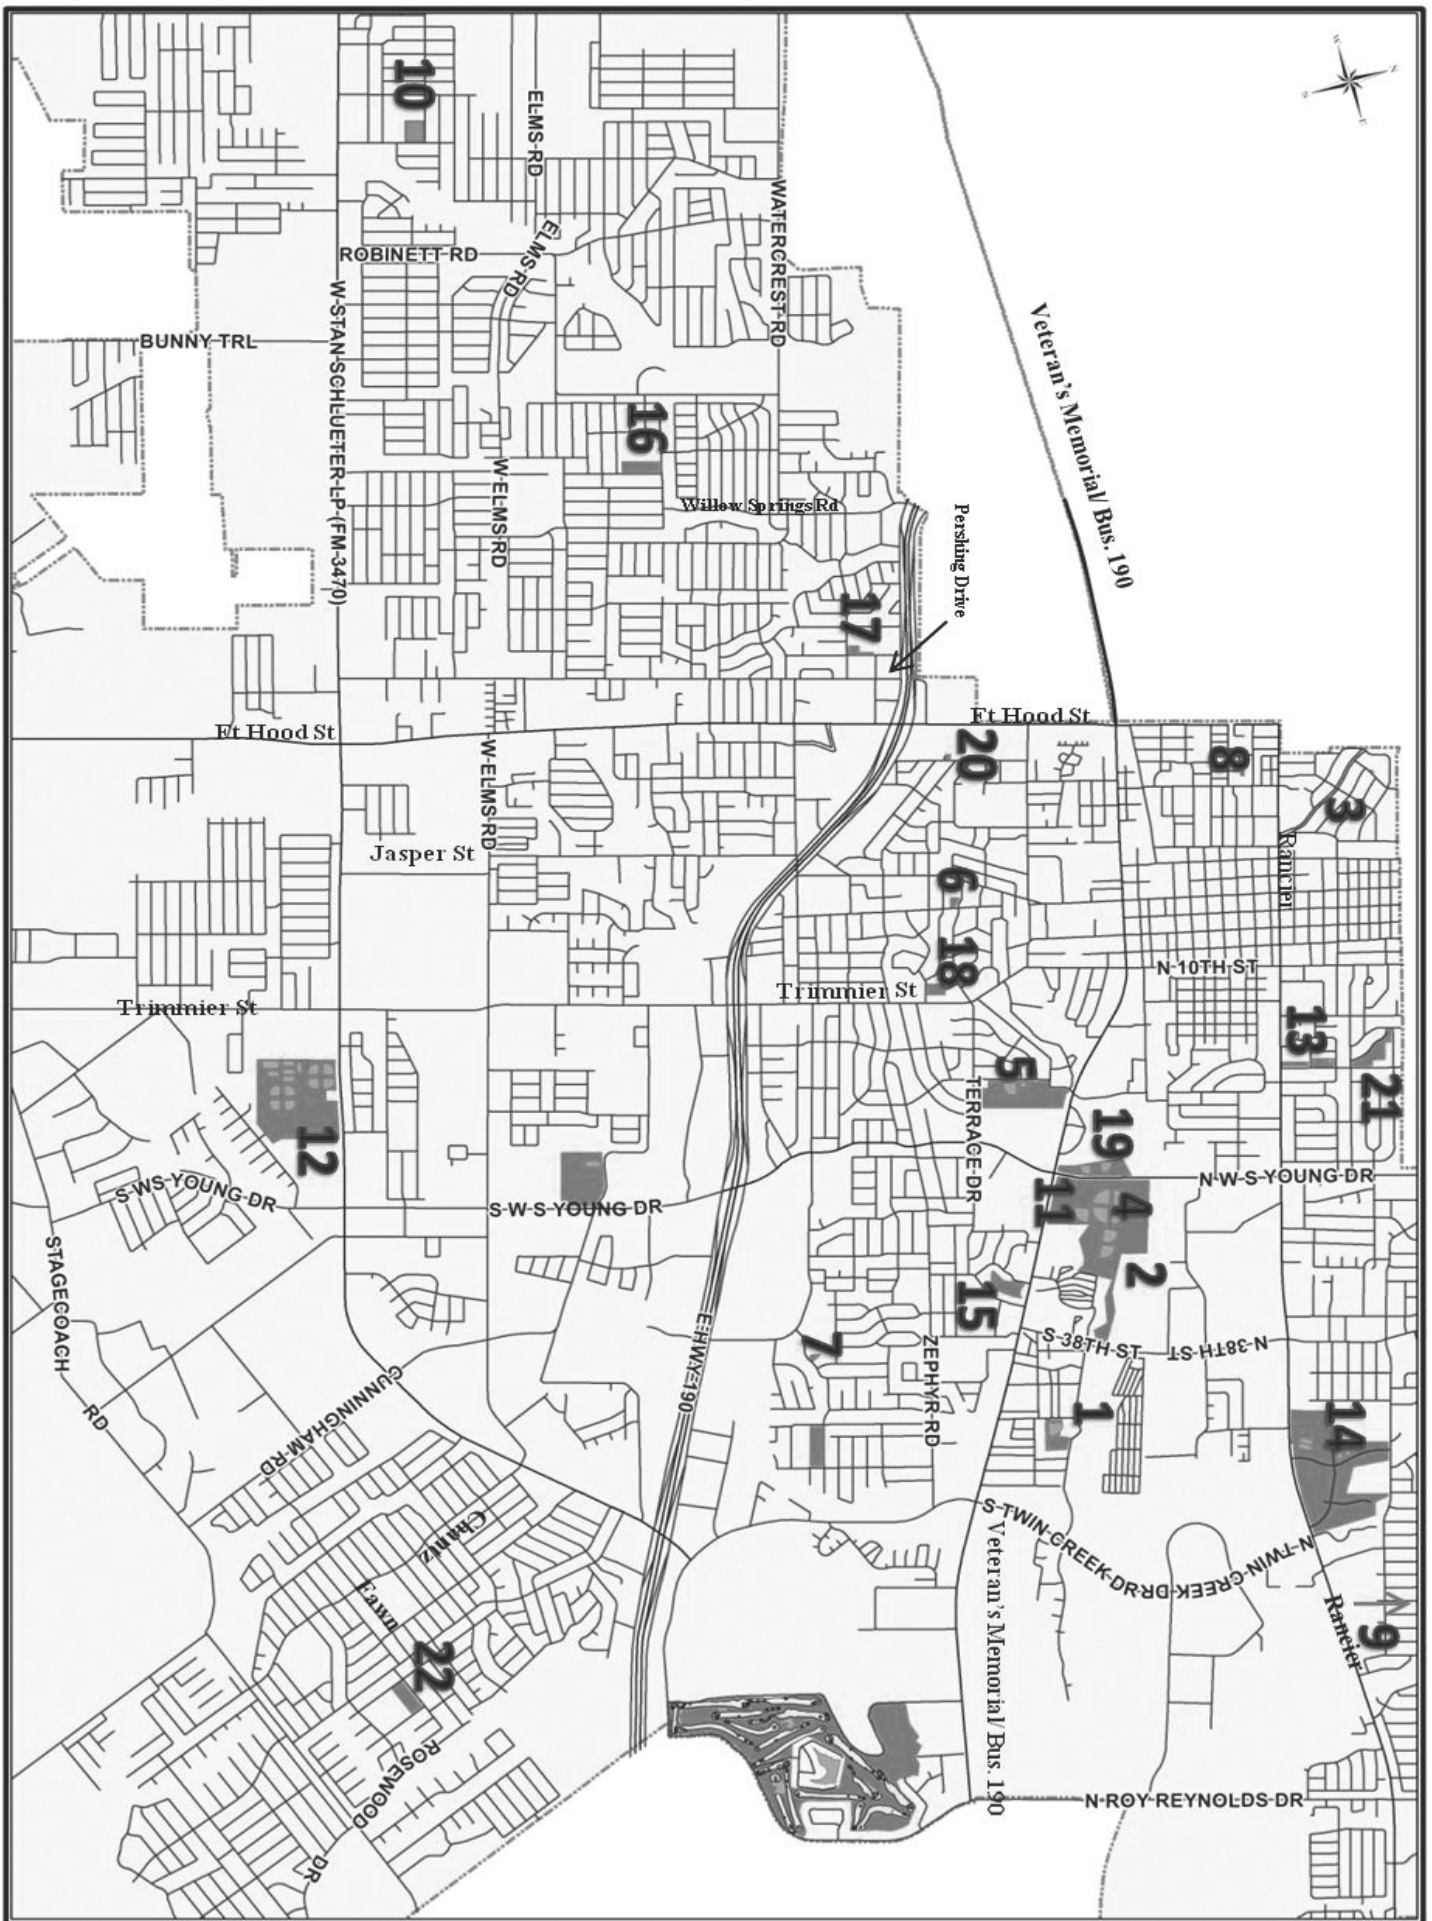 10
ELMS RD
WATERCREST RD
ROBINETT RD
ELMS RD
W STAN SCHLUETER LP (FM 3470)
BUNNY TRL
Veteran's Memorial/ Bus. 190
16
W ELMS RD
Willow Springs Rd
Pershing Drive
17
Ft Hood St
Ft Hood St
20
8
3
W ELMS RD
Jasper St
Rancier
6
18
N 10TH ST
Trimmier St
Trimmier St
13
5
21
TERRACE DR
12
19
S WS YOUNG DR
S W S YOUNG DR
N W S YOUNG DR
11
4
2
STAGECOACH
RD
15
E HWY 190
7
ZEPHYR RD
S 38TH ST
N 38TH ST
CUNNINGHAM RD
1
14
Chantz
S TWIN CREEK DR
N TWIN CREEK DR
Fawn
Veteran's Memorial/ Bus. 190
Rancier
9
22
ROSEWOOD
DR
N ROY REYNOLDS DR